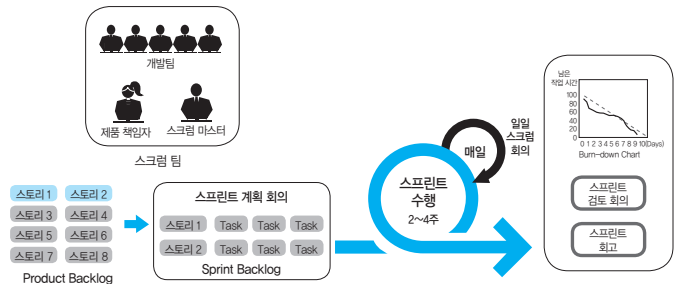 개발팀
제품 책임자
스크럼 마스터
스크럼 팀
스토리 1 스토리 2
스토리 3 스토리 4
스토리 5 스토리 6
스토리 7 스토리 8
Product Backlog
스프린트 계획 회의
스토리 1 Task Task Task
스토리 2 Task Task Task
Sprint Backlog
스프린트
수행
2~4주
매일
일일
스크럼
회의
남은
작업 시간
100
80
60
40
20
0
0 1 2 3 4 5 6 7 8 9 10(Days)
Burn-down Chart
스프린트
검토 회의
스프린트
회고